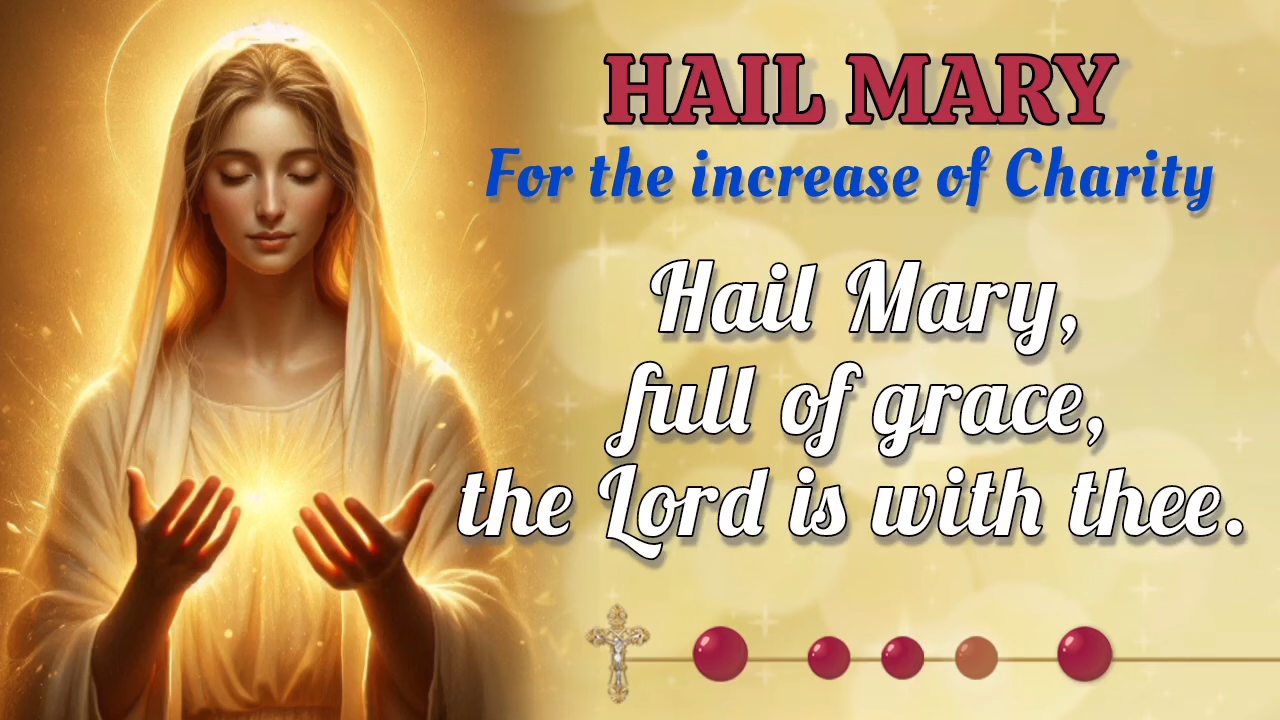 HAIL MARY
For the increase of Charity
Hail Mary,
full of grace,
the Lord is with thee.